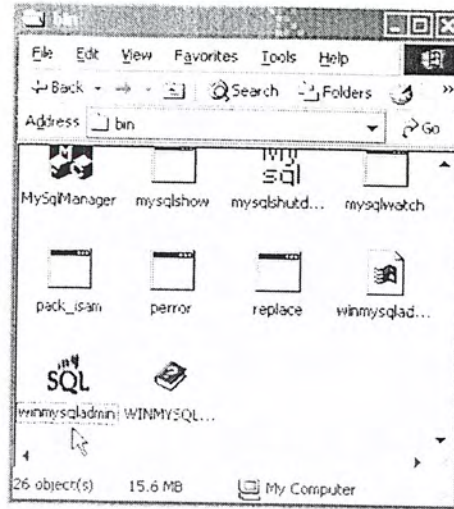 bin
File Edit View Favorites Tools Help
Back Search Folders »
Address bin Go
My
sql
MySqlManager mysqlshow mysqlshutd... mysqlwatch
pack_isam perror replace winmysqlad...
my
SQL
winmysqladmin WINMYSQL...
26 object(s) 15.6 MB My Computer